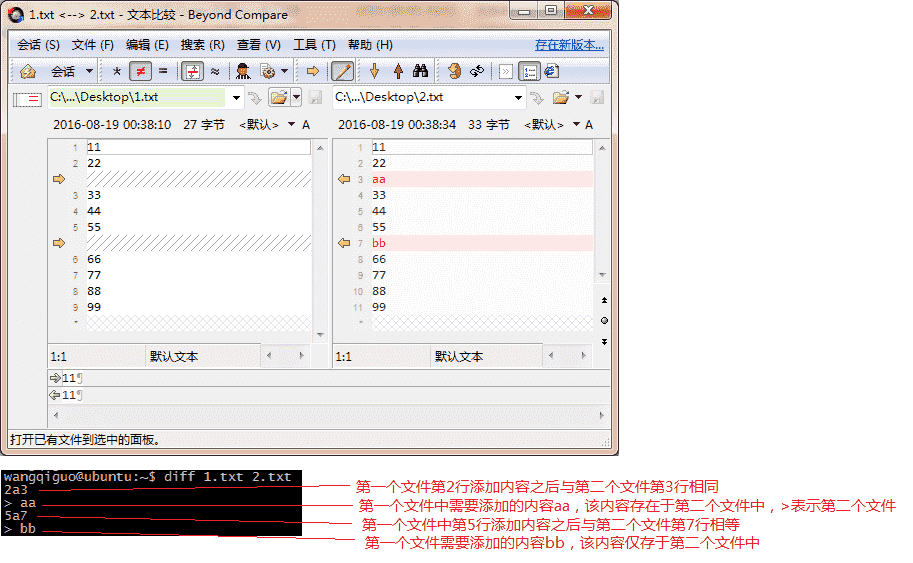 1.txt <--> 2.txt - 文本比较 - Beyond Compare
会话 (S) 文件 (F) 编辑 (E) 搜索 (R) 查看 (V) 工具 (T) 帮助 (H) 存在新版本...
会话
C:\...\Desktop\1.txt C:\...\Desktop\2.txt
2016-08-19 00:38:10 27 字节 <默认> A 2016-08-19 00:38:34 33 字节 <默认> A
1 11 1 11
2 22 2 22
3 aa
3 33 4 33
4 44 5 44
5 55 6 55
7 bb
6 66 8 66
7 77 9 77
8 88 10 88
9 99 11 99
1:1 默认文本 1:1 默认文本
11¶
11¶
打开已有文件到选中的面板。
wangqiguo@ubuntu:~$ diff 1.txt 2.txt
2a3 第一个文件第2行添加内容之后与第二个文件第3行相同
> aa 第一个文件中需要添加的内容aa，该内容存在于第二个文件中，>表示第二个文件
5a7 第一个文件中第5行添加内容之后与第二个文件第7行相等
> bb 第一个文件需要添加的内容bb，该内容仅存于第二个文件中